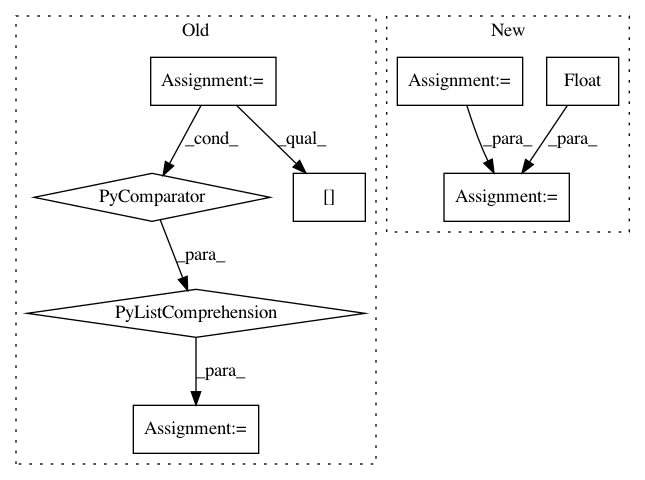 Old
New
Assignment:=
Assignment:=
Float
_cond_
_qual_
_para_
_para_
PyComparator
[]
Assignment:=
_para_
PyListComprehension
_para_
Assignment:=